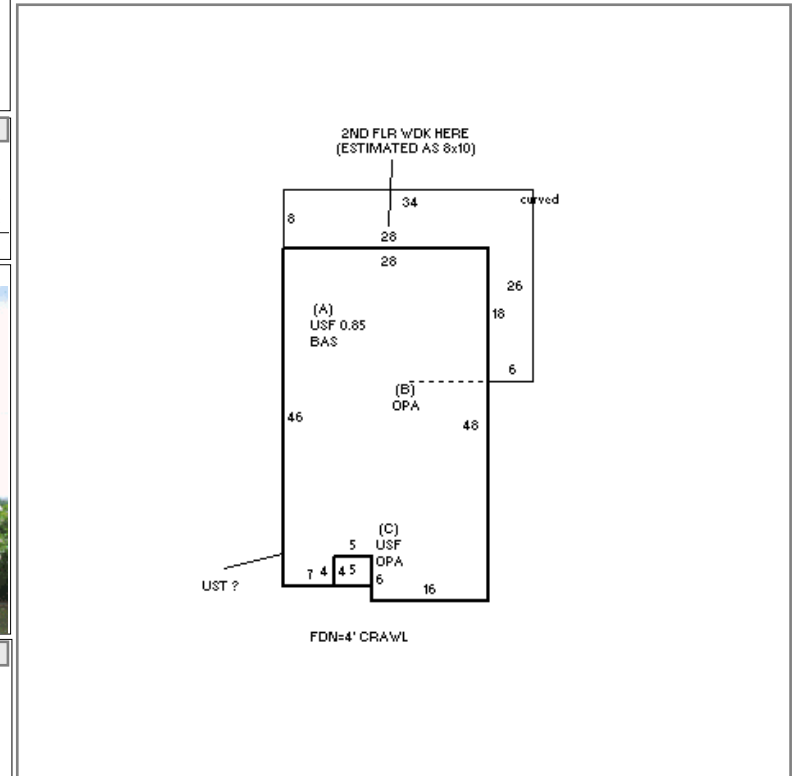 2ND FLR WDK HERE
(ESTIMATED AS 8x10)
34
curved
8
28
28
26
(A)
18
USF 0.85
BAS
6
(B)
OPA
46
48
(C)
5
USF
OPA
7 4 4 5
6
16
UST ?
FDN=4' CRAWL